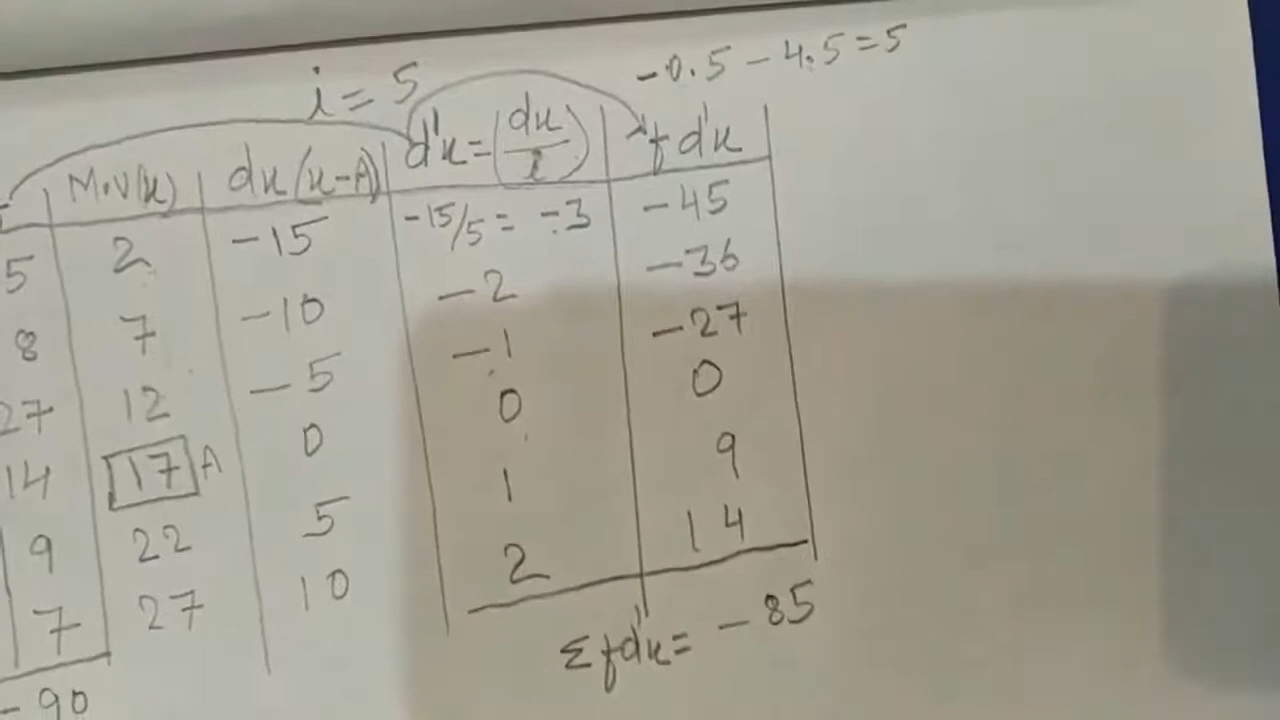 i = 5 -0.5 - 4.5 = 5
M.V(x) dx(x-A) d'x = (dx/i) fd'x
5 2 -15 -15/5 = -3 -45
8 7 -10 -2 -36
27 12 -5 -1 -27
14 17 A 0 0 0
9 22 5 1 9
7 27 10 2 14
-90 Σfd'x = -85